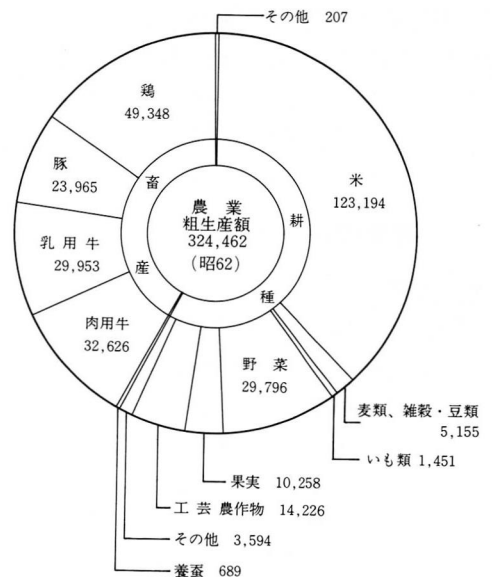 その他 207
鶏
49,348
米
123,194
豚
23,965
畜
産
農業
粗生産額
324,462
(昭62)
耕
種
乳用牛
29,953
肉用牛
32,626
野菜
29,796
麦類、雑穀・豆類
5,155
いも類 1,451
果実 10,258
工芸農作物 14,226
その他 3,594
養蚕 689